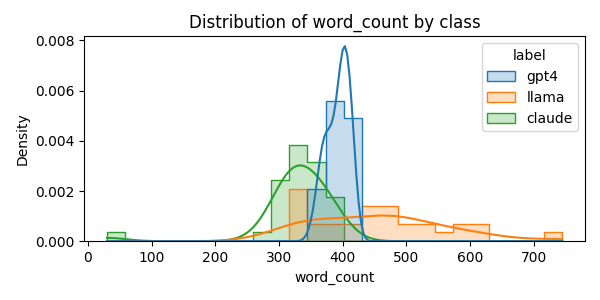 Distribution of word_count by class
0.008
0.006
0.004
0.002
0.000
Density
label
gpt4
llama
claude
0 100 200 300 400 500 600 700
word_count